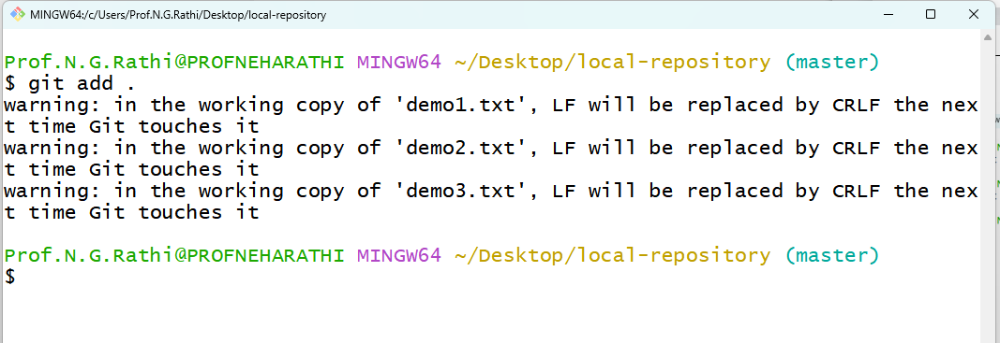 MINGW64:/c/Users/Prof.N.G.Rathi/Desktop/local-repository
Prof.N.G.Rathi@PROFNEHARATHI MINGW64 ~/Desktop/local-repository (master)
$ git add .
warning: in the working copy of 'demo1.txt', LF will be replaced by CRLF the nex
t time Git touches it
warning: in the working copy of 'demo2.txt', LF will be replaced by CRLF the nex
t time Git touches it
warning: in the working copy of 'demo3.txt', LF will be replaced by CRLF the nex
t time Git touches it
Prof.N.G.Rathi@PROFNEHARATHI MINGW64 ~/Desktop/local-repository (master)
$